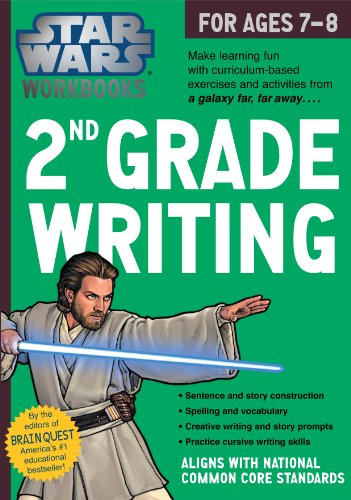 STAR
WARS®
WORKBOOKS
FOR AGES 7–8
Make learning fun
with curriculum-based
exercises and activities from
a galaxy far, far away. . . .
2ND GRADE
WRITING
• Sentence and story construction
• Spelling and vocabulary
• Creative writing and story prompts
• Practice cursive writing skills
ALIGNS WITH NATIONAL
COMMON CORE STANDARDS
By the
editors of
BRAIN QUEST
America's #1
educational
bestseller!